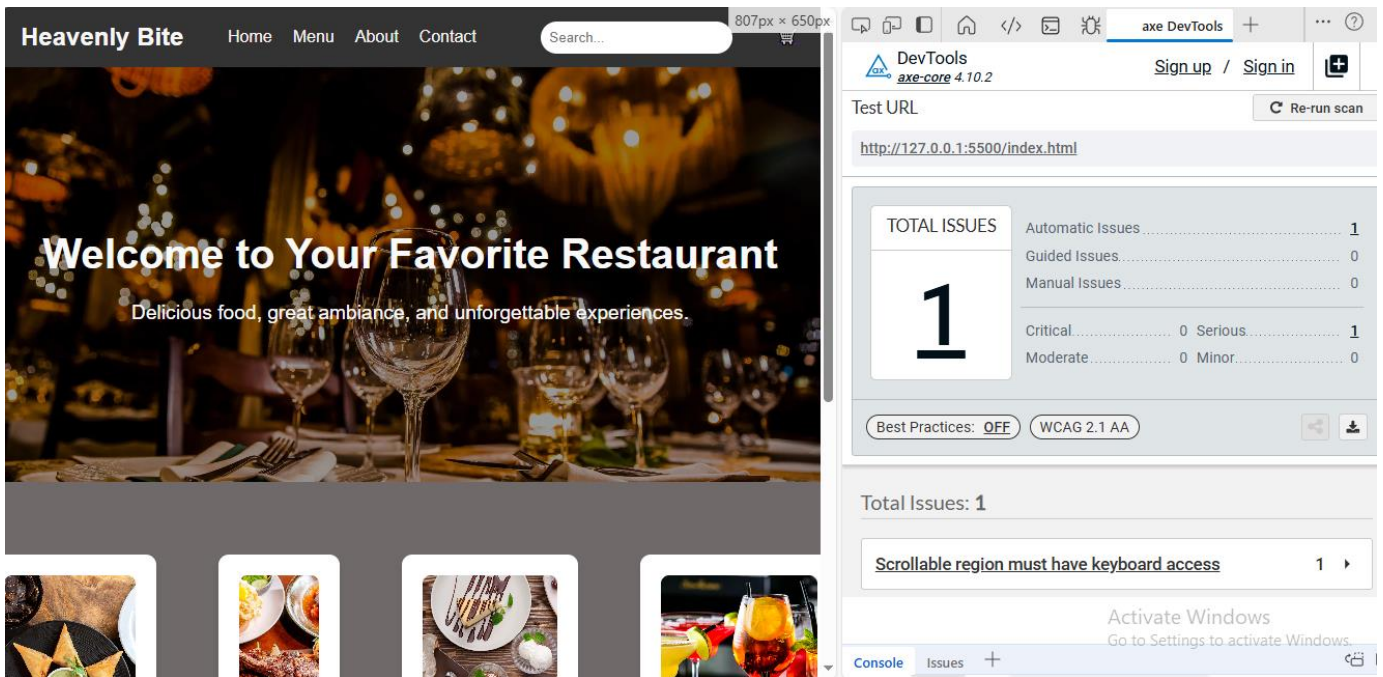 Heavenly Bite Home Menu About Contact Search...
807px × 650px
Welcome to Your Favorite Restaurant
Delicious food, great ambiance, and unforgettable experiences.
axe DevTools
DevTools
axe-core 4.10.2
Sign up / Sign in
Test URL
Re-run scan
http://127.0.0.1:5500/index.html
TOTAL ISSUES
1
Automatic Issues 1
Guided Issues 0
Manual Issues 0
Critical 0 Serious 1
Moderate 0 Minor 0
Best Practices: OFF WCAG 2.1 AA
Total Issues: 1
Scrollable region must have keyboard access 1
Activate Windows
Go to Settings to activate Windows.
Console Issues